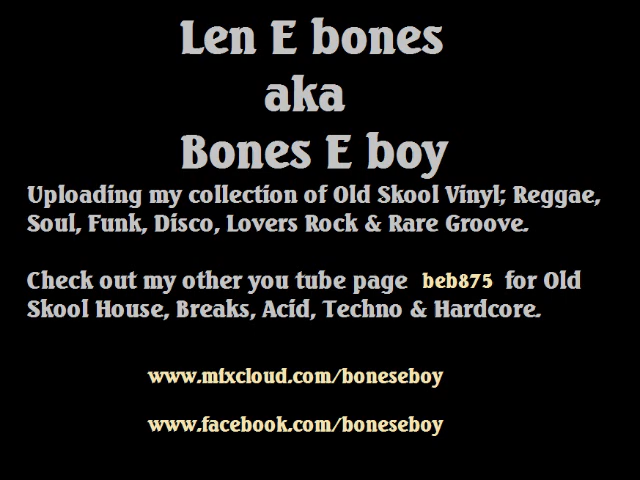 Len E bones
aka
Bones E boy
Uploading my collection of Old Skool Vinyl; Reggae,
Soul, Funk, Disco, Lovers Rock & Rare Groove.
Check out my other you tube page beb875 for Old
Skool House, Breaks, Acid, Techno & Hardcore.
www.mixcloud.com/boneseboy
www.facebook.com/boneseboy